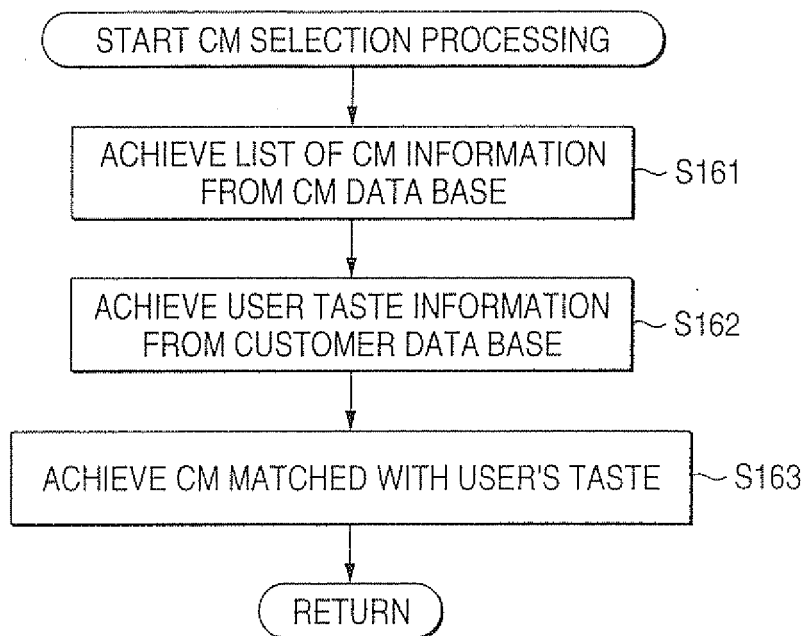 START CM SELECTION PROCESSING
ACHIEVE LIST OF CM INFORMATION
FROM CM DATA BASE
S161
ACHIEVE USER TASTE INFORMATION
FROM CUSTOMER DATA BASE
S162
ACHIEVE CM MATCHED WITH USER'S TASTE
S163
RETURN